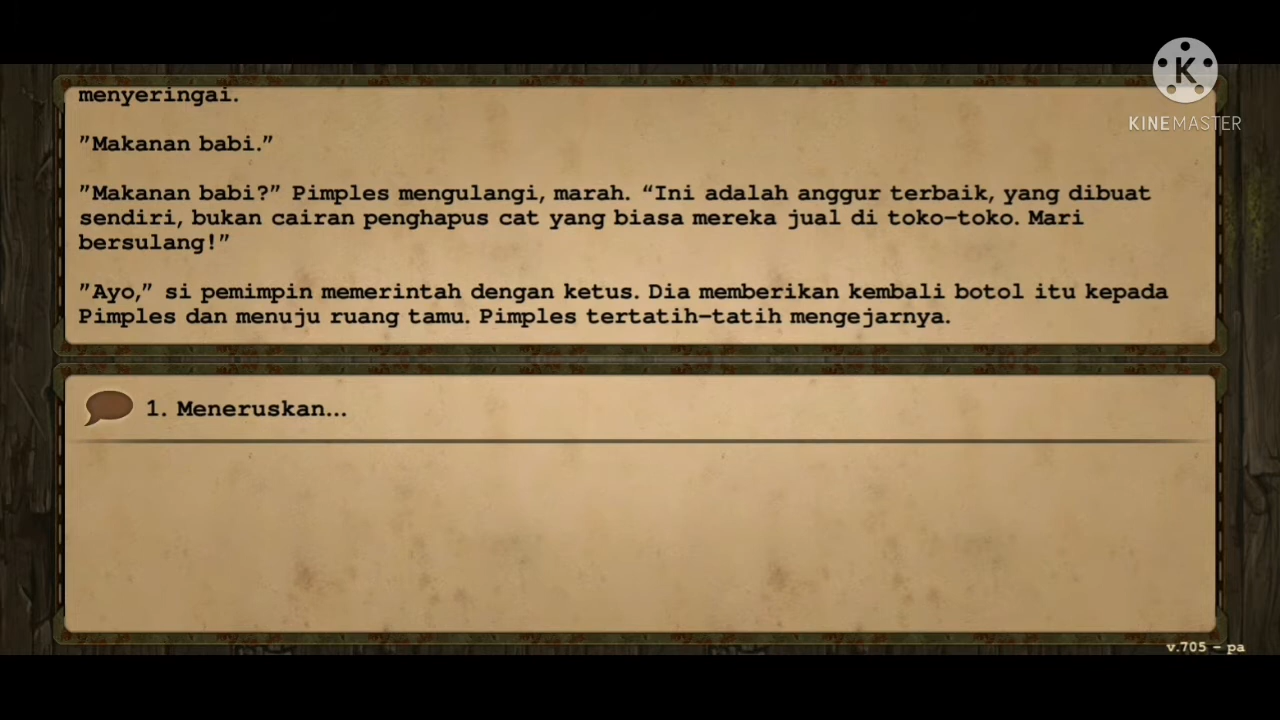 menyeringai.
"Makanan babi."
"Makanan babi?" Pimples mengulangi, marah. “Ini adalah anggur terbaik, yang dibuat
sendiri, bukan cairan penghapus cat yang biasa mereka jual di toko-toko. Mari
bersulang!"
"Ayo," si pemimpin memerintah dengan ketus. Dia memberikan kembali botol itu kepada
Pimples dan menuju ruang tamu. Pimples tertatih-tatih mengejarnya.
1. Meneruskan...
K
KINEMASTER
v.705 - pa